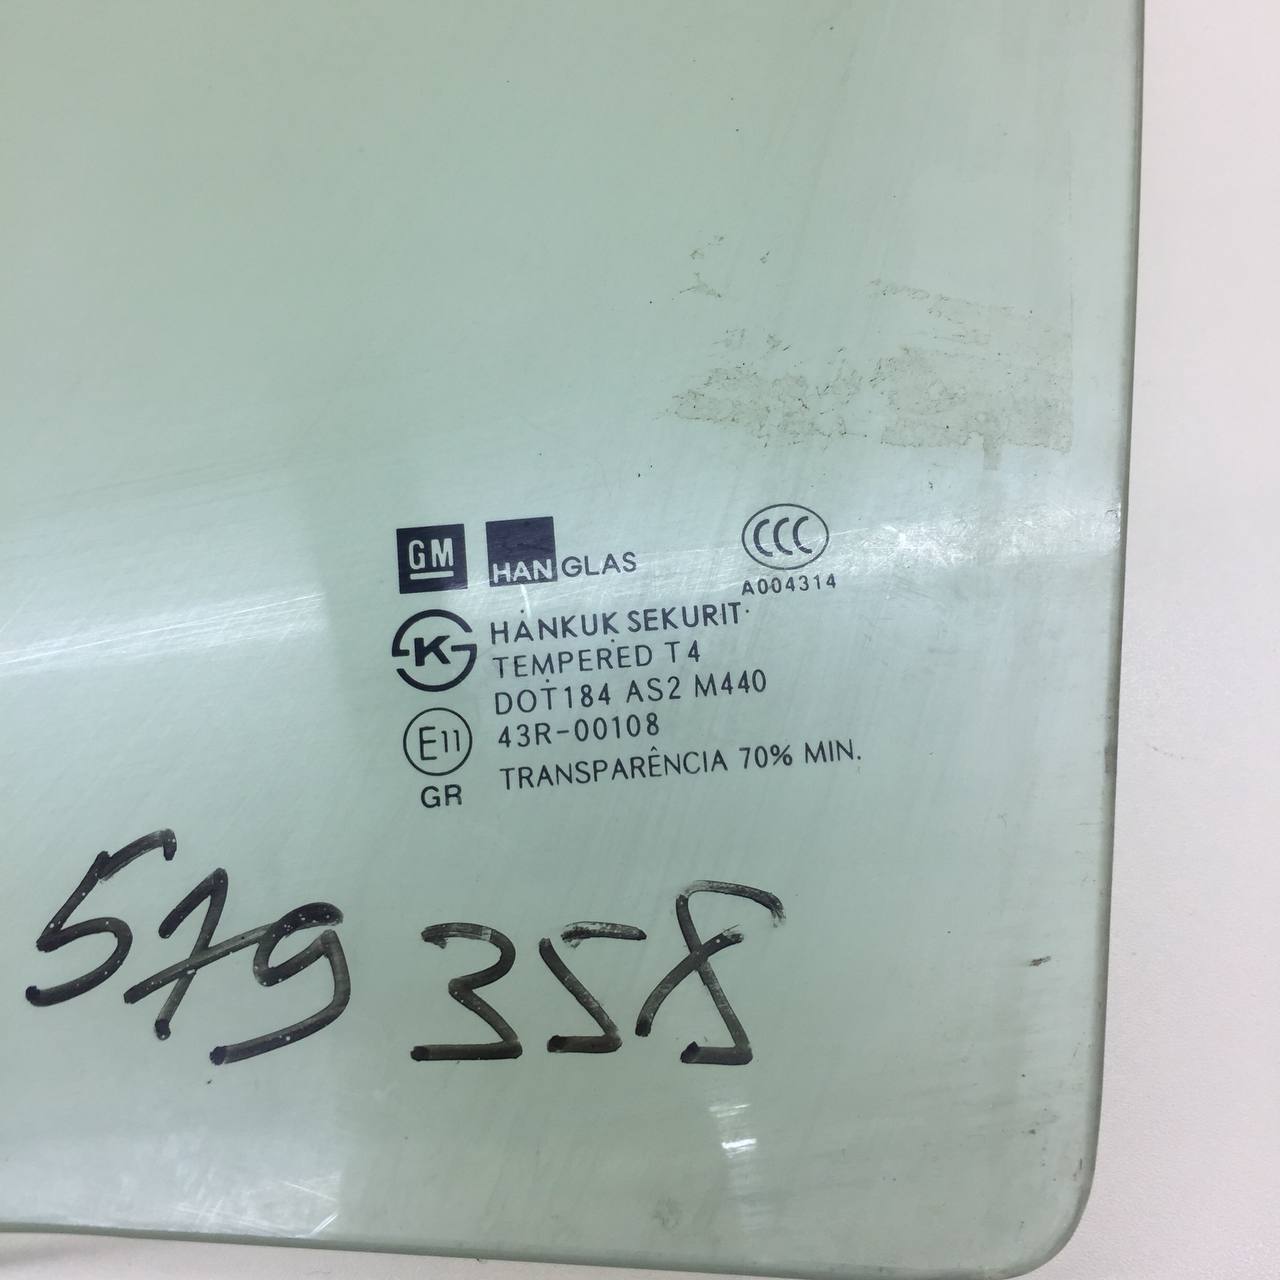 GM HANGLAS CCC
A004314
K HANKUK SEKURIT
TEMPERED T4
DOT184 AS2 M440
E11 43R-00108
GR TRANSPARÊNCIA 70% MIN.
579 358